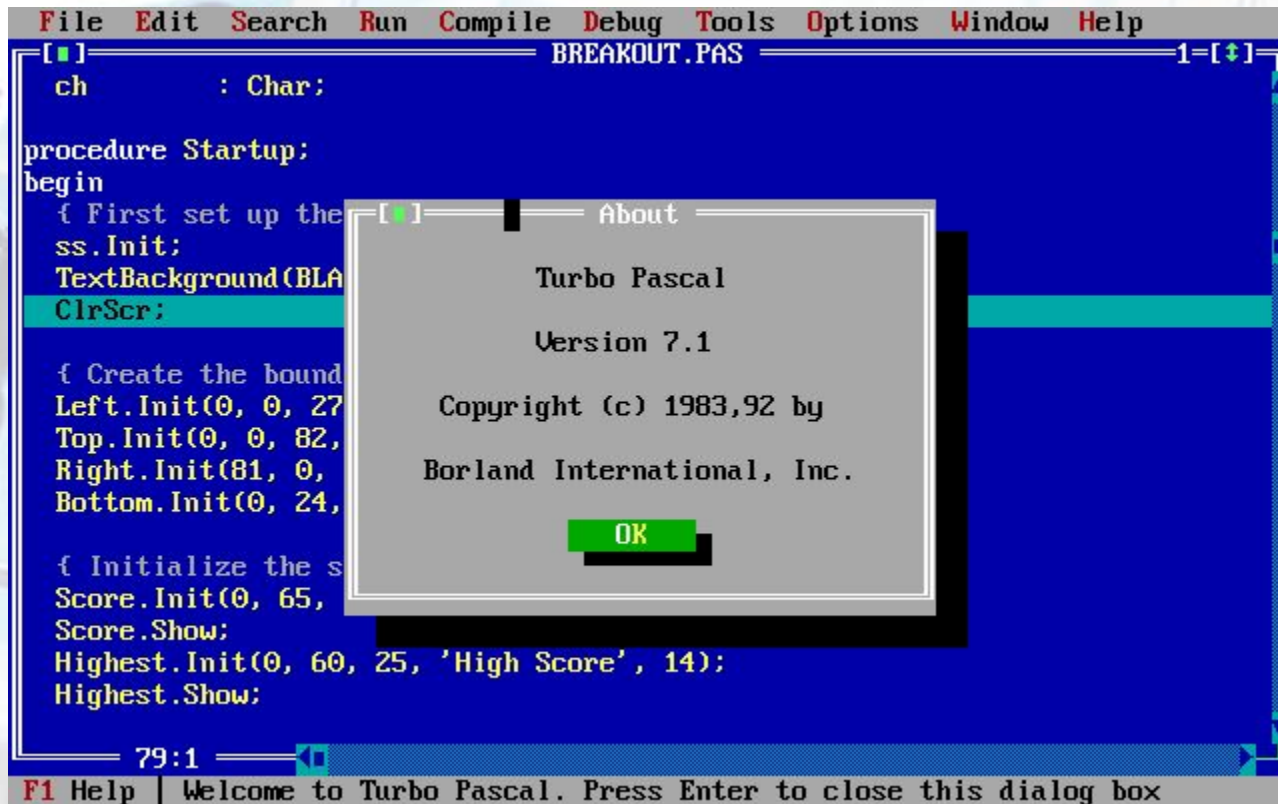 File Edit Search Run Compile Debug Tools Options Window Help
[■] BREAKOUT.PAS 1=[↕]
ch : Char;
procedure Startup;
begin
{ First set up the
ss.Init;
TextBackground(BLA
ClrScr;
{ Create the bound
Left.Init(0, 0, 27
Top.Init(0, 0, 82,
Right.Init(81, 0,
Bottom.Init(0, 24,
{ Initialize the s
Score.Init(0, 65,
Score.Show;
Highest.Init(0, 60, 25, 'High Score', 14);
Highest.Show;
79:1
[■] About
Turbo Pascal
Version 7.1
Copyright (c) 1983,92 by
Borland International, Inc.
OK
F1 Help | Welcome to Turbo Pascal. Press Enter to close this dialog box